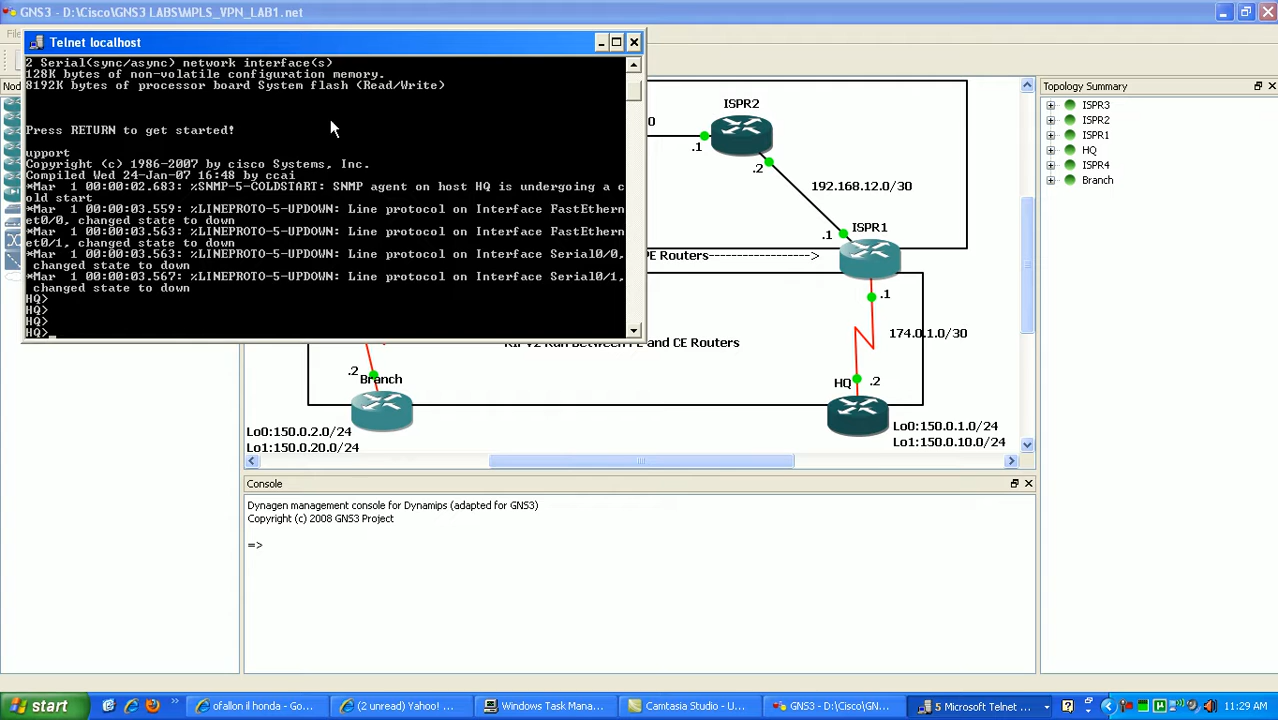 GNS3 - D:\Cisco\GNS3 LABS\MPLS_VPN_LAB1.net
Telnet localhost
2 Serial(sync/async) network interface(s)
128K bytes of non-volatile configuration memory.
8192K bytes of processor board System flash (Read/Write)
Press RETURN to get started!
upport
Copyright (c) 1986-2007 by cisco Systems, Inc.
Compiled Wed 24-Jan-07 16:48 by ccai
*Mar  1 00:00:02.683: %SNMP-5-COLDSTART: SNMP agent on host HQ is undergoing a c
old start
*Mar  1 00:00:03.559: %LINEPROTO-5-UPDOWN: Line protocol on Interface FastEthern
et0/0, changed state to down
*Mar  1 00:00:03.563: %LINEPROTO-5-UPDOWN: Line protocol on Interface FastEthern
et0/1, changed state to down
*Mar  1 00:00:03.563: %LINEPROTO-5-UPDOWN: Line protocol on Interface Serial0/0,
 changed state to down
*Mar  1 00:00:03.567: %LINEPROTO-5-UPDOWN: Line protocol on Interface Serial0/1,
 changed state to down
HQ>
HQ>
HQ>
HQ>_
ISPR2
0
.1
.2
192.168.12.0/30
ISPR1
.1
E Routers------------------>
.1
174.0.1.0/30
RIPV2 Run Between PE and CE Routers
.2
Branch
HQ
.2
Lo0:150.0.2.0/24
Lo1:150.0.20.0/24
Lo0:150.0.1.0/24
Lo1:150.0.10.0/24
Topology Summary
ISPR3
ISPR2
ISPR1
HQ
ISPR4
Branch
Console
Dynagen management console for Dynamips (adapted for GNS3)
Copyright (c) 2008 GNS3 Project
=>
start
ofallon il honda - Go...
(2 unread) Yahoo! ...
Windows Task Mana...
Camtasia Studio - U...
GNS3 - D:\Cisco\GN...
5 Microsoft Telnet ...
11:29 AM